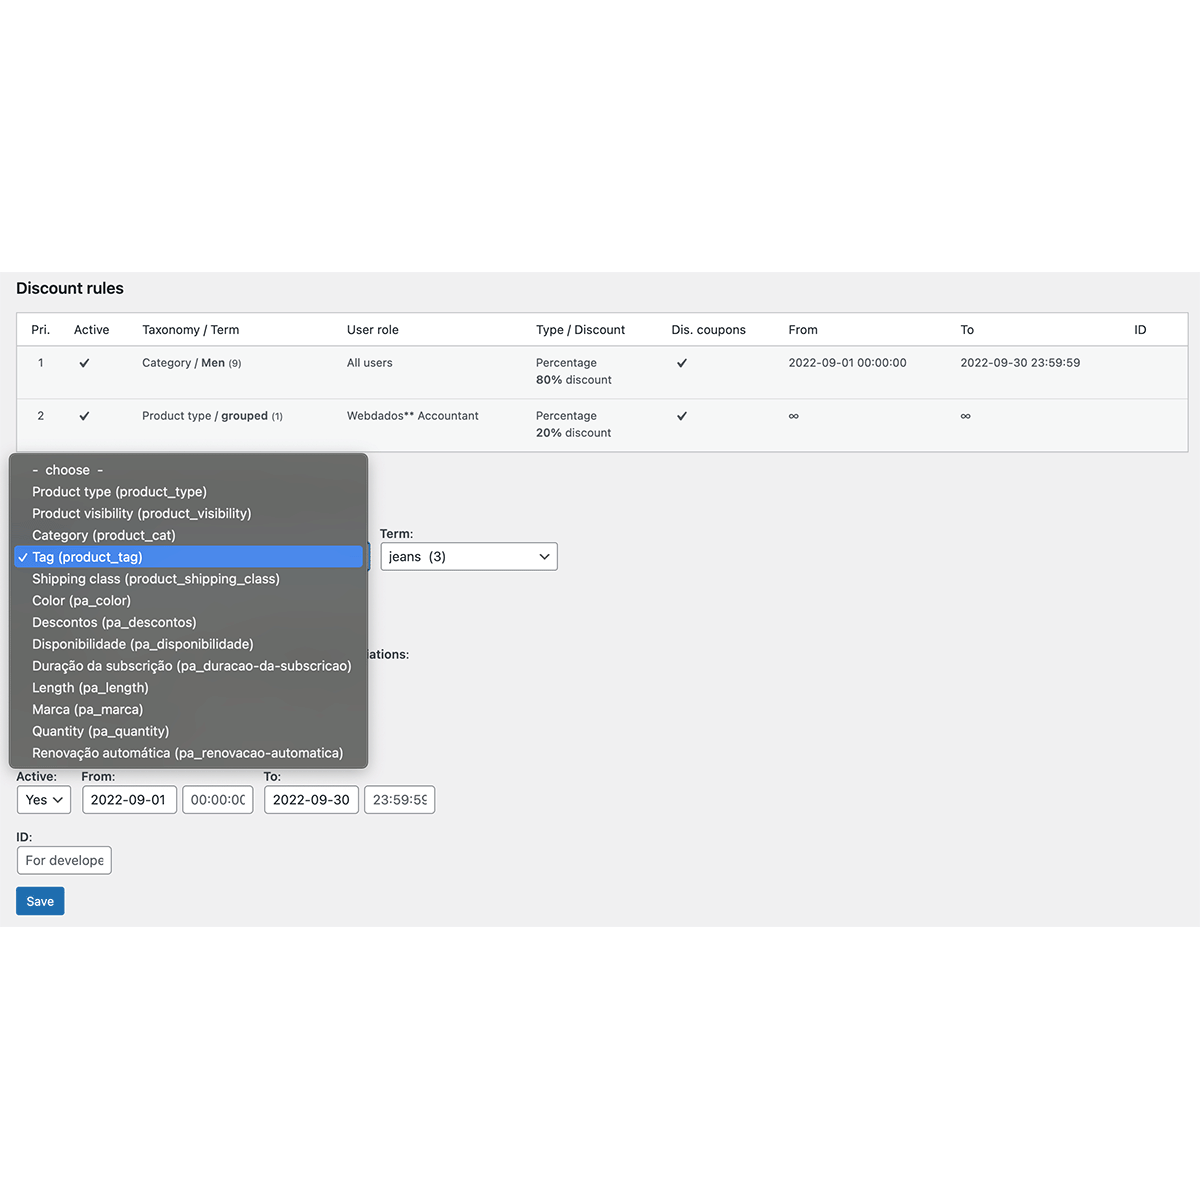 Discount rules
Pri. Active Taxonomy / Term User role Type / Discount Dis. coupons From To ID
1 ✓ Category / Men (9) All users Percentage ✓ 2022-09-01 00:00:00 2022-09-30 23:59:59
80% discount
2 ✓ Product type / grouped (1) Webdados** Accountant Percentage ✓ ∞ ∞
20% discount
- choose -
Product type (product_type)
Product visibility (product_visibility)
Category (product_cat)
✓ Tag (product_tag)
Shipping class (product_shipping_class)
Color (pa_color)
Descontos (pa_descontos)
Disponibilidade (pa_disponibilidade)
Duração da subscrição (pa_duracao-da-subscricao)
Length (pa_length)
Marca (pa_marca)
Quantity (pa_quantity)
Renovação automática (pa_renovacao-automatica)
Term:
jeans (3)
iations:
Active: From: To:
Yes 2022-09-01 00:00:00 2022-09-30 23:59:59
ID:
For develope
Save